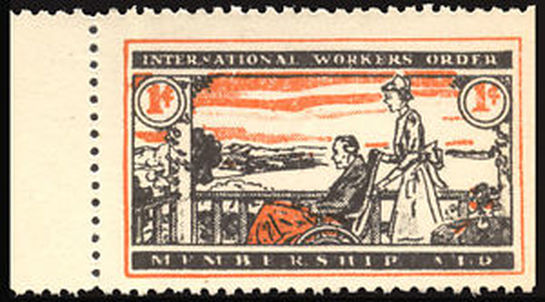 INTERNATIONAL WORKERS ORDER
1¢ 1¢
MEMBERSHIP AID